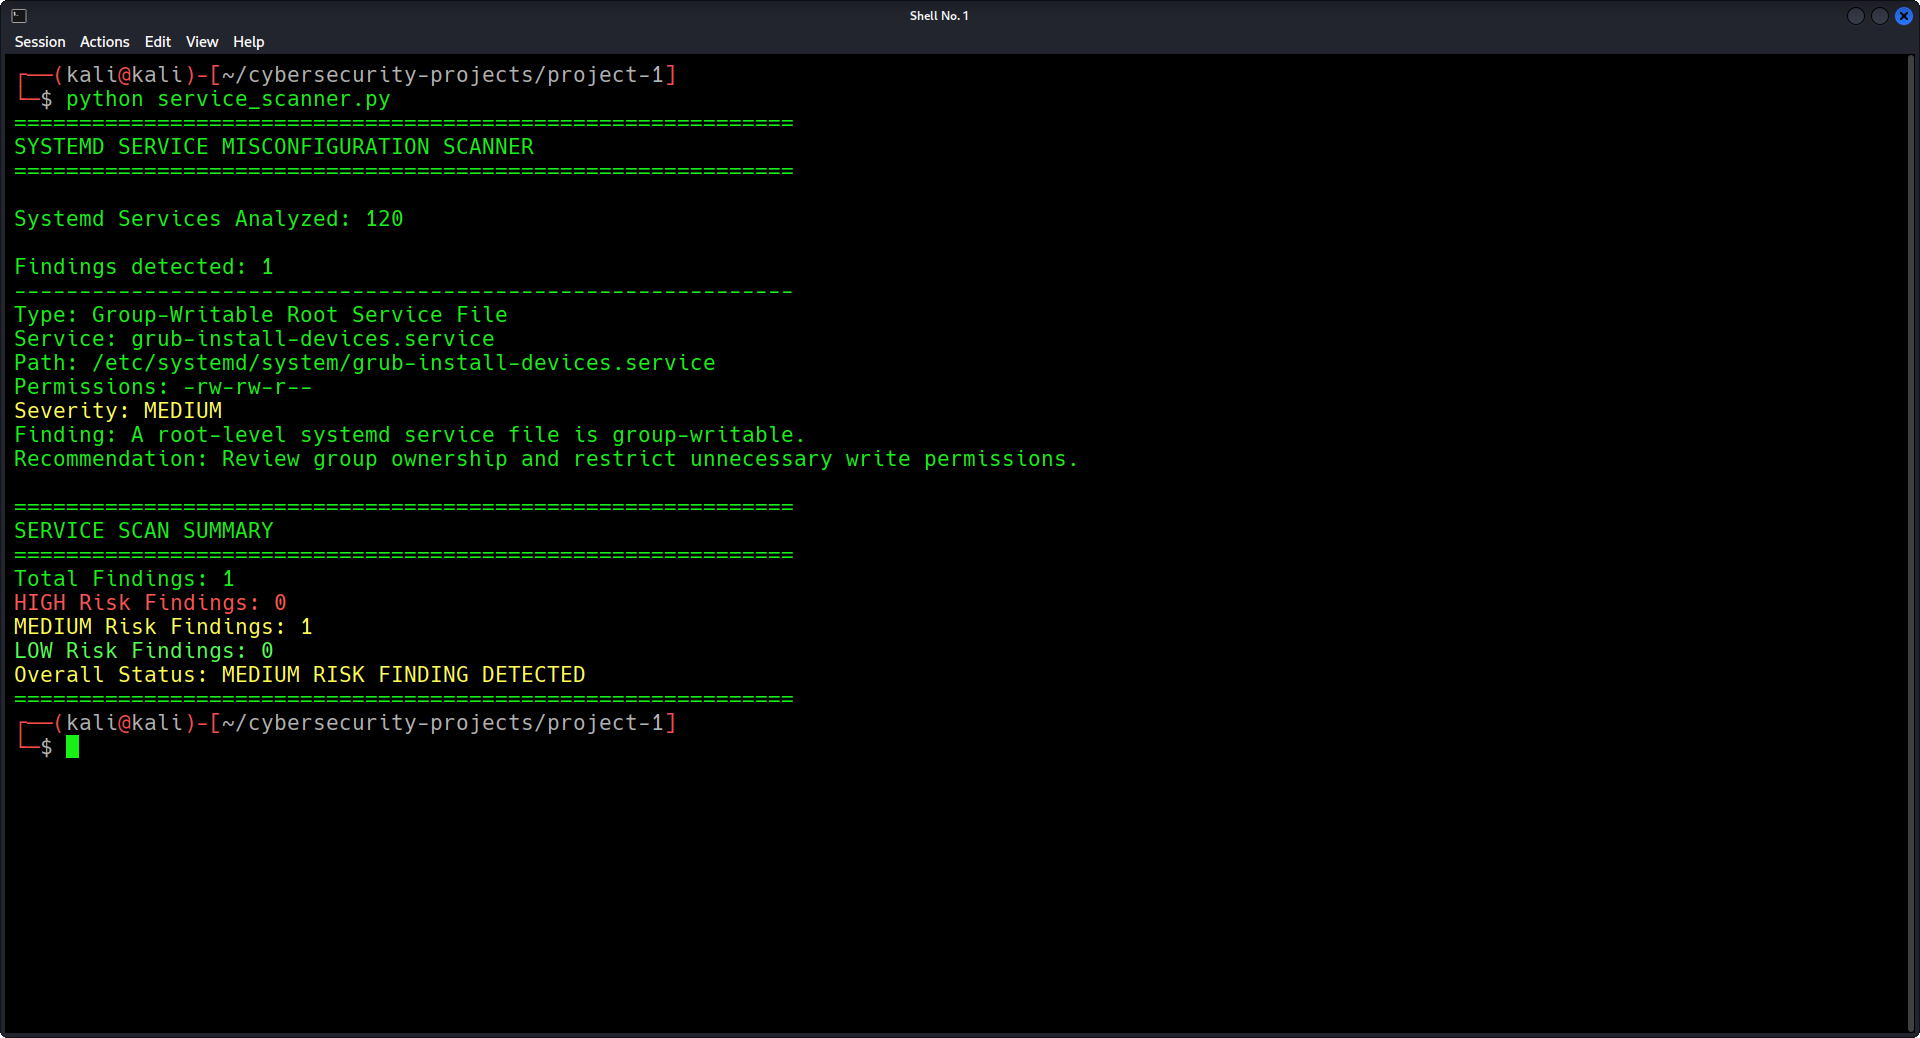 Shell No. 1
Session Actions Edit View Help
┌──(kali@kali)-[~/cybersecurity-projects/project-1]
└─$ python service_scanner.py
============================================================
SYSTEMD SERVICE MISCONFIGURATION SCANNER
============================================================
Systemd Services Analyzed: 120
Findings detected: 1
------------------------------------------------------------
Type: Group-Writable Root Service File
Service: grub-install-devices.service
Path: /etc/systemd/system/grub-install-devices.service
Permissions: -rw-rw-r--
Severity: MEDIUM
Finding: A root-level systemd service file is group-writable.
Recommendation: Review group ownership and restrict unnecessary write permissions.
============================================================
SERVICE SCAN SUMMARY
============================================================
Total Findings: 1
HIGH Risk Findings: 0
MEDIUM Risk Findings: 1
LOW Risk Findings: 0
Overall Status: MEDIUM RISK FINDING DETECTED
============================================================
┌──(kali@kali)-[~/cybersecurity-projects/project-1]
└─$